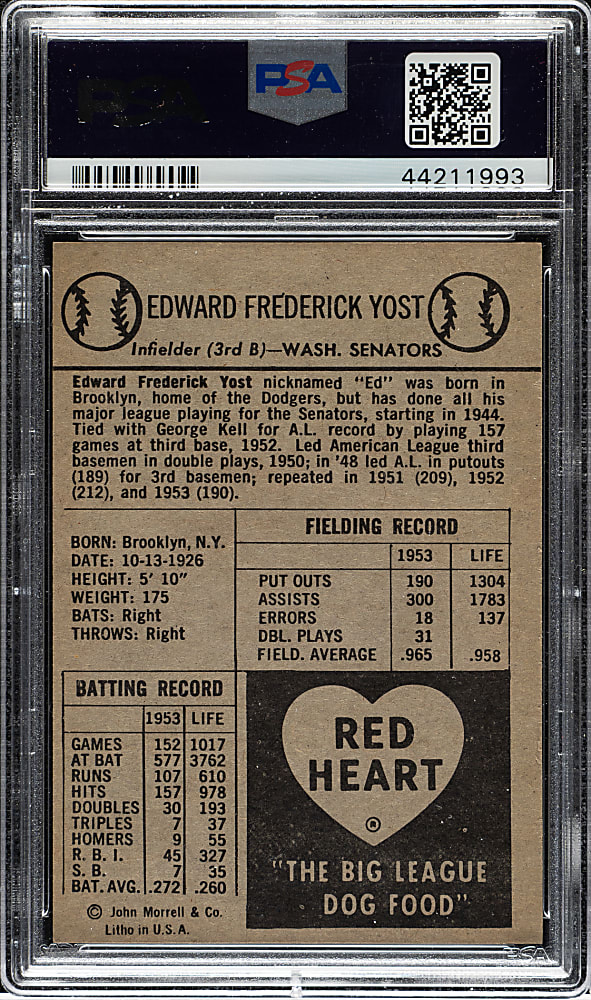 PSA
PSA
44211993
EDWARD FREDERICK YOST
Infielder (3rd B)—WASH. SENATORS
Edward Frederick Yost nicknamed "Ed" was born in
Brooklyn, home of the Dodgers, but has done all his
major league playing for the Senators, starting in 1944.
Tied with George Kell for A.L. record by playing 157
games at third base, 1952. Led American League third
basemen in double plays, 1950; in '48 led A.L. in putouts
(189) for 3rd basemen; repeated in 1951 (209), 1952
(212), and 1953 (190).
BORN: Brooklyn, N.Y.
DATE: 10-13-1926
HEIGHT: 5' 10"
WEIGHT: 175
BATS: Right
THROWS: Right
FIELDING RECORD
1953 LIFE
PUT OUTS 190 1304
ASSISTS 300 1783
ERRORS 18 137
DBL. PLAYS 31
FIELD. AVERAGE .965 .958
BATTING RECORD
1953 LIFE
GAMES 152 1017
AT BAT 577 3762
RUNS 107 610
HITS 157 978
DOUBLES 30 193
TRIPLES 7 37
HOMERS 9 55
R. B. I. 45 327
S. B. 7 35
BAT. AVG. .272 .260
© John Morrell & Co.
Litho in U.S.A.
RED
HEART
®
"THE BIG LEAGUE
DOG FOOD"
PSA
PSA